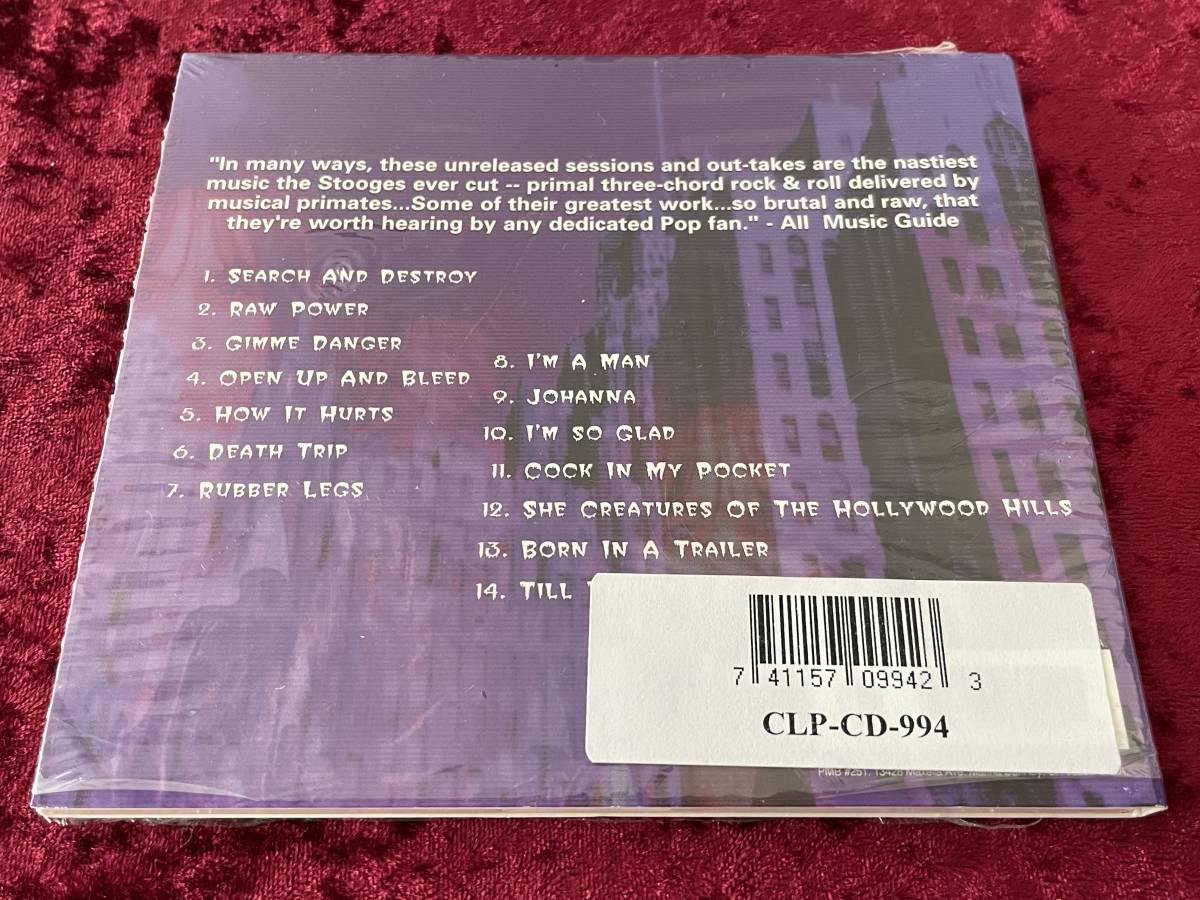 "In many ways, these unreleased sessions and out-takes are the nastiest
music the Stooges ever cut -- primal three-chord rock & roll delivered by
musical primates...Some of their greatest work...so brutal and raw, that
they're worth hearing by any dedicated Pop fan." - All Music Guide
1. Search And Destroy
2. Raw Power
3. Gimme Danger
4. Open Up And Bleed
5. How It Hurts
6. Death Trip
7. Rubber Legs
8. I'm A Man
9. Johanna
10. I'm So Glad
11. Cock In My Pocket
12. She Creatures Of The Hollywood Hills
13. Born In A Trailer
14. Till
7 41157 09942 3
CLP-CD-994
PMB #251, 13428 Maxella Ave